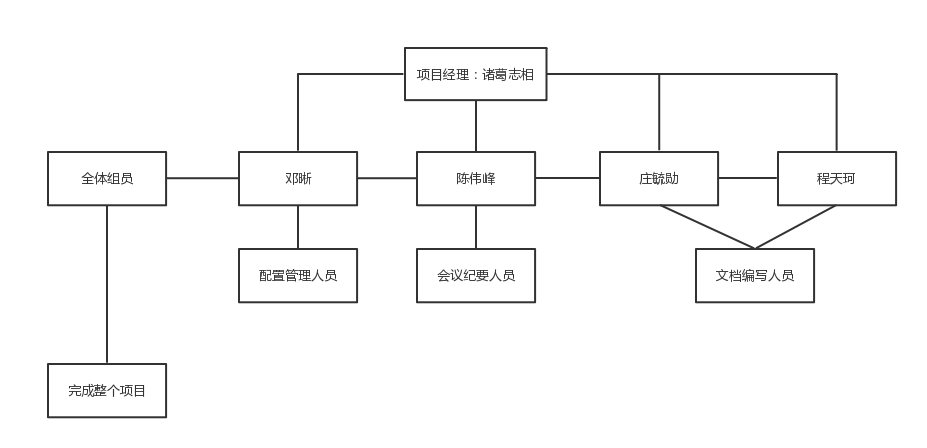 项目经理：诸葛志相
全体组员
邓晰
陈伟峰
庄毓勋
程天珂
配置管理人员
会议纪要人员
文档编写人员
完成整个项目